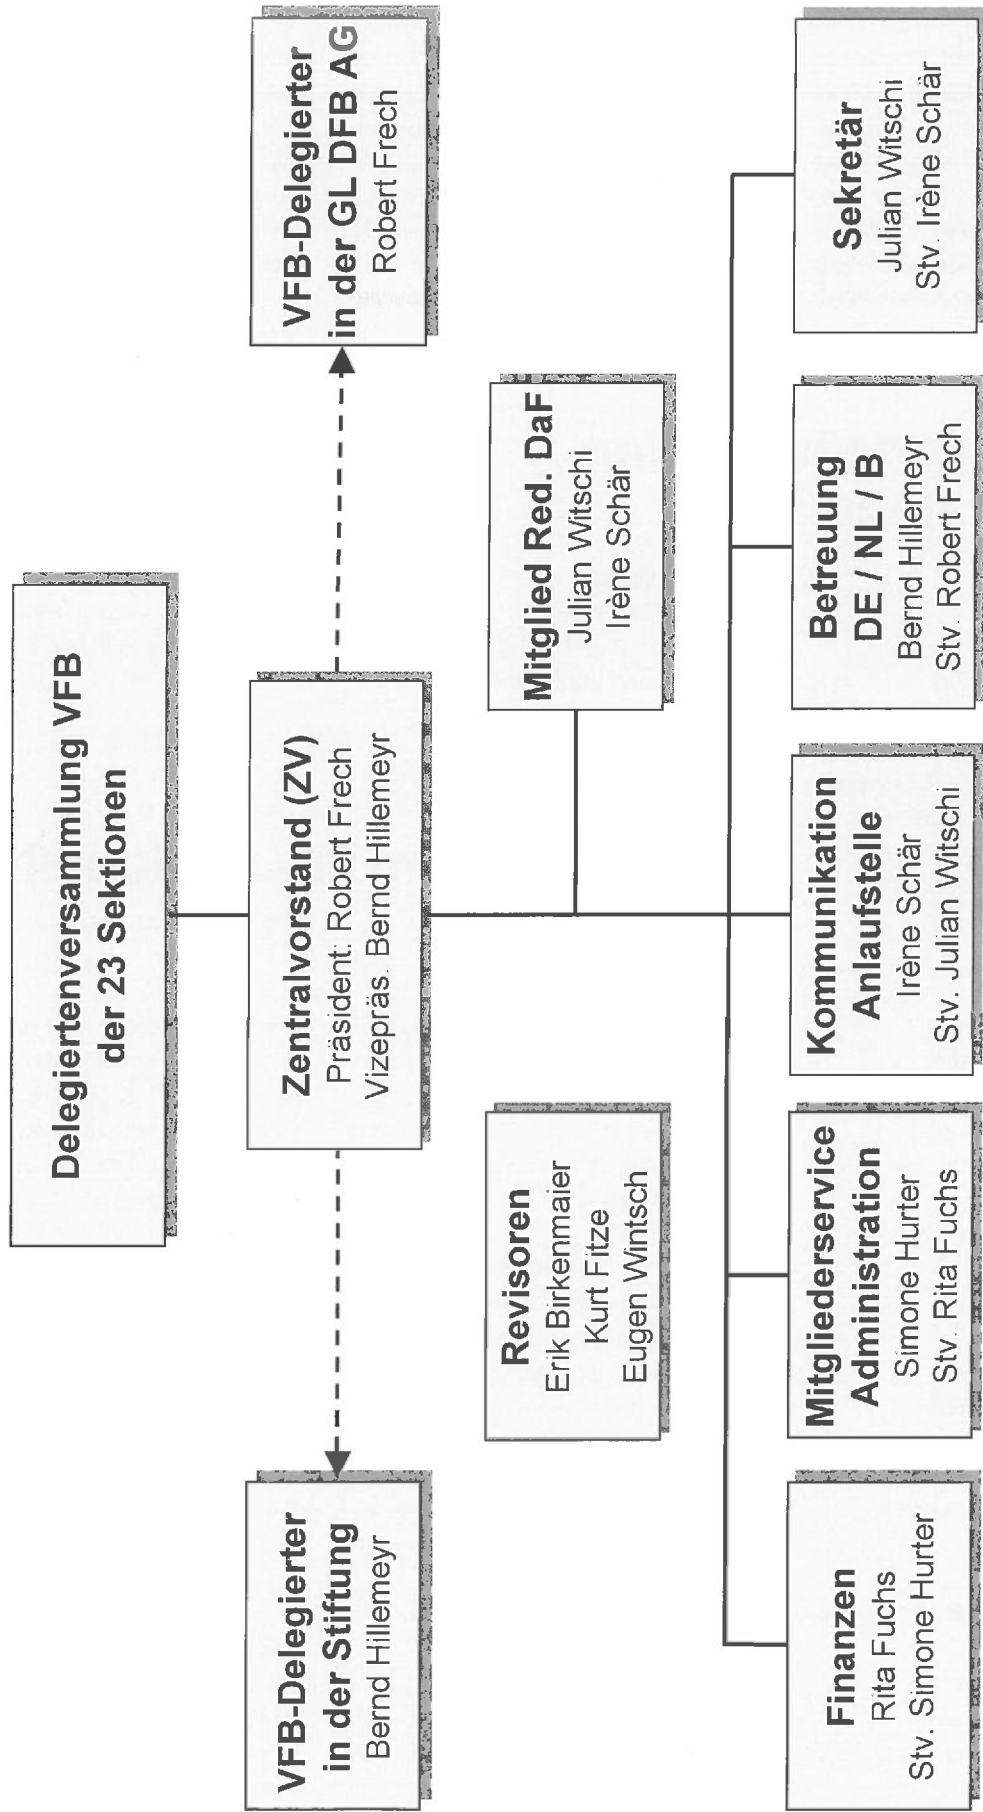 Delegiertenversammlung VFB
der 23 Sektionen
VFB-Delegierter
in der Stiftung
Bernd Hillemeyr
Zentralvorstand (ZV)
Präsident: Robert Frech
Vizepräs. Bernd Hillemeyr
VFB-Delegierter
in der GL DFB AG
Robert Frech
Revisoren
Erik Birkenmaier
Kurt Fitze
Eugen Wintsch
Mitglied Red. DaF
Julian Witschi
Irène Schär
Finanzen
Rita Fuchs
Stv. Simone Hurter
Mitgliederservice
Administration
Simone Hurter
Stv. Rita Fuchs
Kommunikation
Anlaufstelle
Irène Schär
Stv. Julian Witschi
Betreuung
DE / NL / B
Bernd Hillemeyr
Stv. Robert Frech
Sekretär
Julian Witschi
Stv. Irène Schär